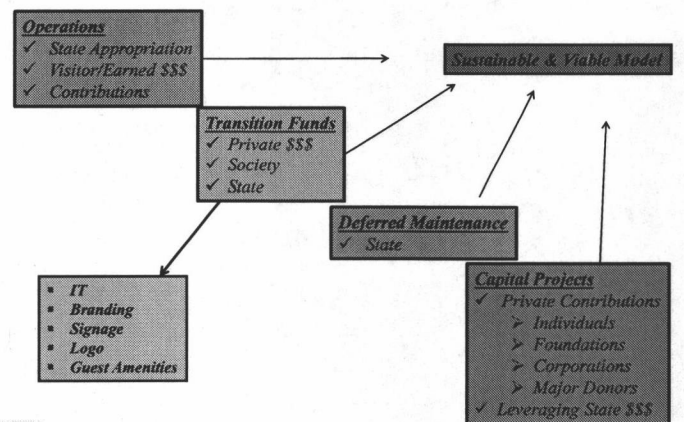 Operations
✓ State Appropriation
✓ Visitor/Earned $$$
✓ Contributions
Sustainable & Viable Model
Transition Funds
✓ Private $$$
✓ Society
✓ State
Deferred Maintenance
✓ State
▪ IT
▪ Branding
▪ Signage
▪ Logo
▪ Guest Amenities
Capital Projects
✓ Private Contributions
➢ Individuals
➢ Foundations
➢ Corporations
➢ Major Donors
✓ Leveraging State $$$